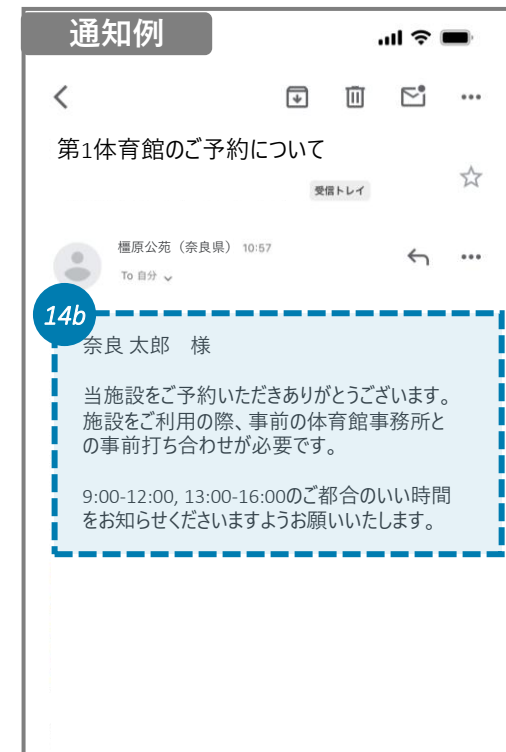 通知例
第1体育館のご予約について
受信トレイ
橿原公苑（奈良県） 10:57
To 自分
14b
奈良 太郎　様
当施設をご予約いただきありがとうございます。
施設をご利用の際、事前の体育館事務所と
の事前打ち合わせが必要です。
9:00-12:00, 13:00-16:00のご都合のいい時間
をお知らせくださいますようお願いいたします。